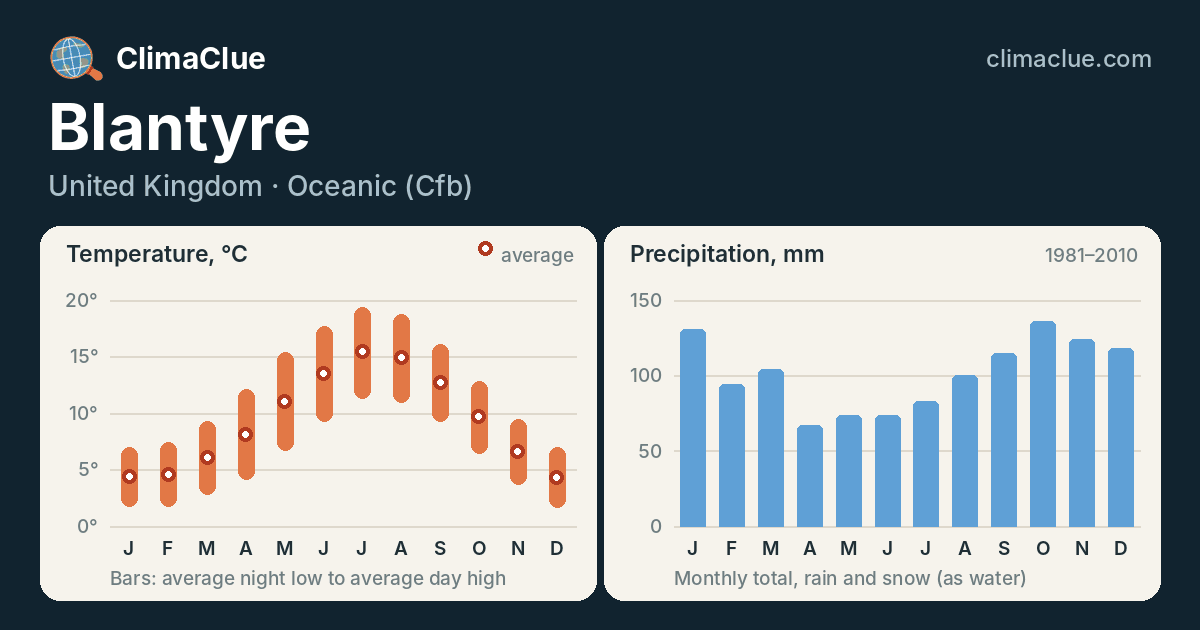 ClimaClue
climaclue.com
Blantyre
United Kingdom · Oceanic (Cfb)
Temperature, °C
average
20°
15°
10°
5°
0°
J F M A M J J A S O N D
Bars: average night low to average day high
Precipitation, mm
1981–2010
150
100
50
0
J F M A M J J A S O N D
Monthly total, rain and snow (as water)